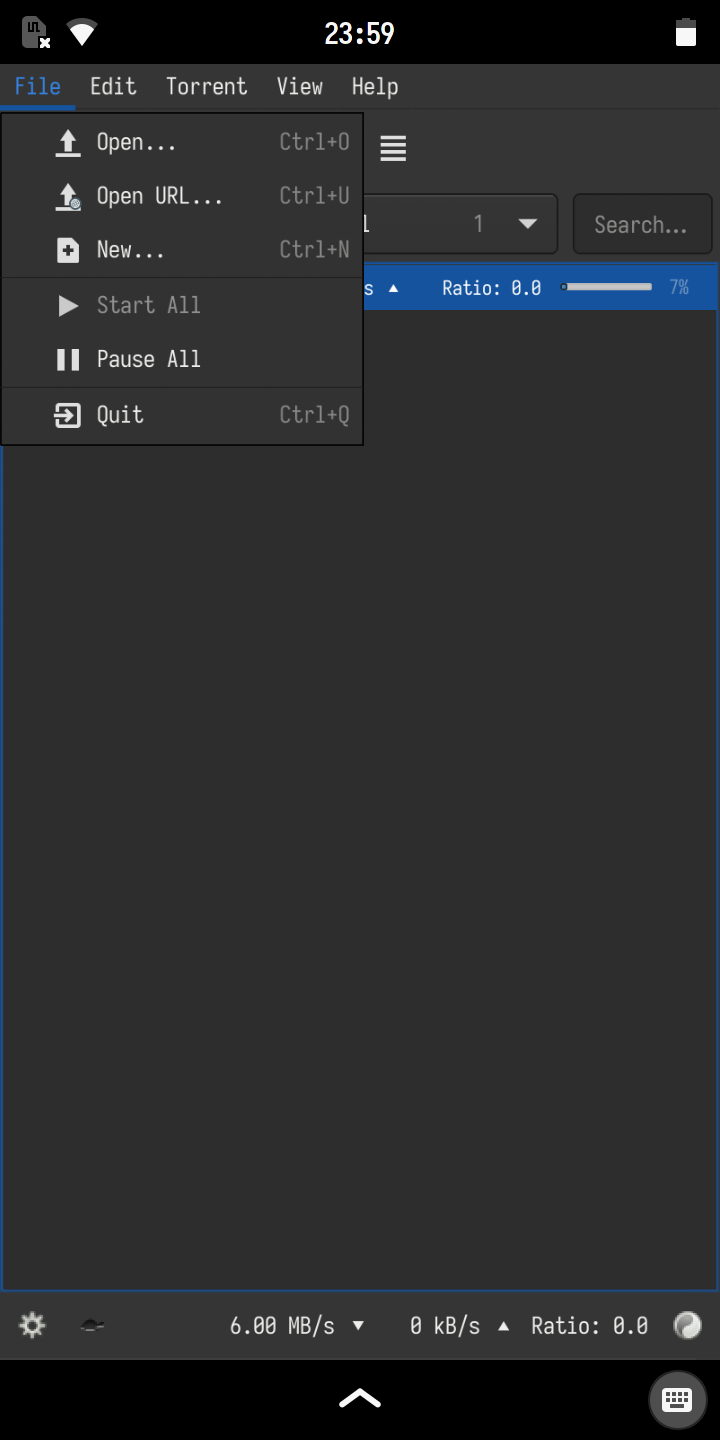 23:59
File Edit Torrent View Help
Open... Ctrl+O
Open URL... Ctrl+U
1 Search...
New... Ctrl+N
s ▲ Ratio: 0.0 7%
Start All
Pause All
Quit Ctrl+Q
6.00 MB/s ▼ 0 kB/s ▲ Ratio: 0.0